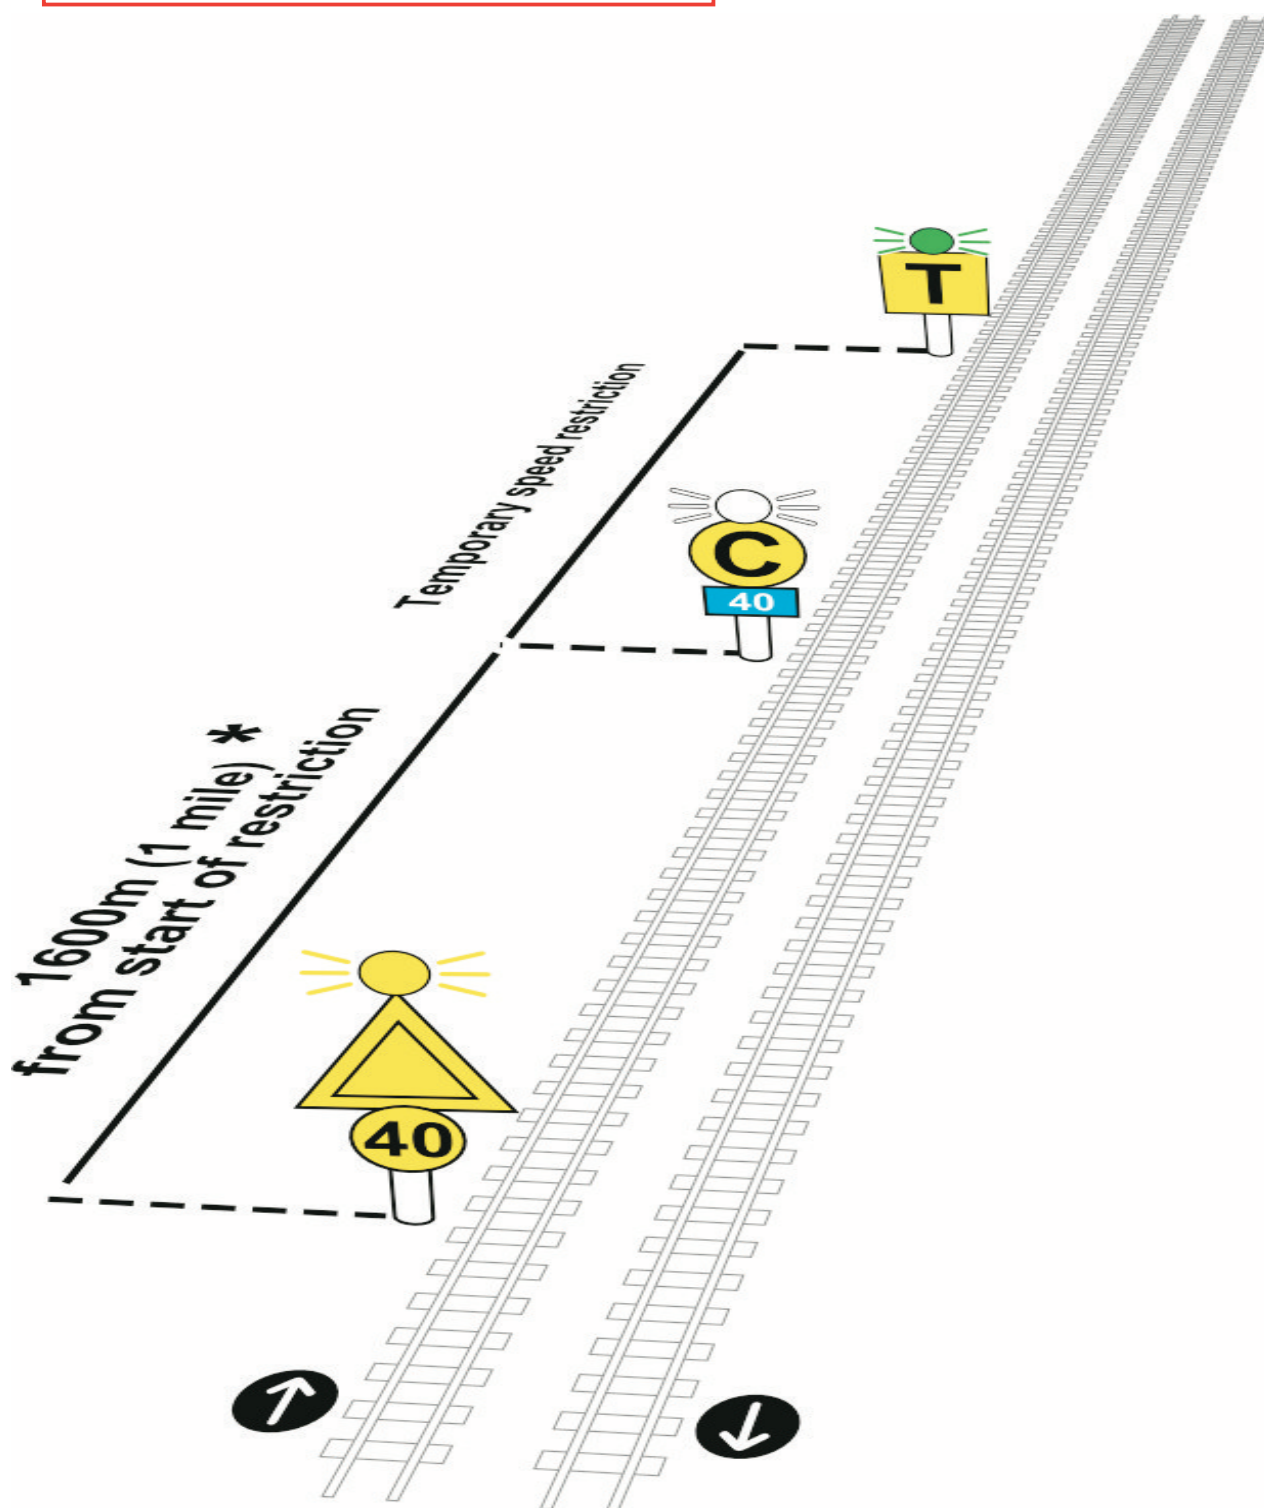 T
Temporary speed restriction
C
40
1600m (1 mile) *
from start of restriction
40